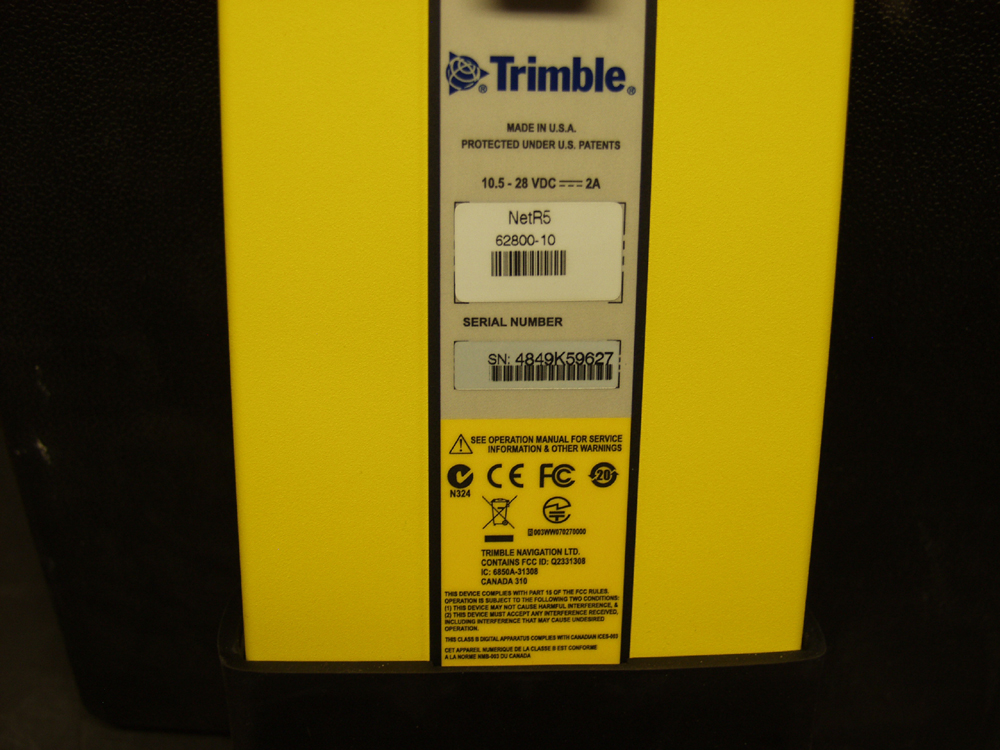 Trimble®
MADE IN U.S.A.
PROTECTED UNDER U.S. PATENTS
10.5 - 28 VDC ⎓ 2A
NetR5
62800-10
SERIAL NUMBER
SN: 4849K59627
SEE OPERATION MANUAL FOR SERVICE
INFORMATION & OTHER WARNINGS
CE FC 20
N324
003WW070275000
TRIMBLE NAVIGATION LTD.
CONTAINS FCC ID: Q2331308
IC: 6850A-31308
CANADA 310
THIS DEVICE COMPLIES WITH PART 15 OF THE FCC RULES.
OPERATION IS SUBJECT TO THE FOLLOWING TWO CONDITIONS:
(1) THIS DEVICE MAY NOT CAUSE HARMFUL INTERFERENCE, &
(2) THIS DEVICE MUST ACCEPT ANY INTERFERENCE RECEIVED,
INCLUDING INTERFERENCE THAT MAY CAUSE UNDESIRED
OPERATION.
THIS CLASS B DIGITAL APPARATUS COMPLIES WITH CANADIAN ICES-003
CET APPAREIL NUMERIQUE DE LA CLASSE B EST CONFORME
A LA NORME NMB-003 DU CANADA